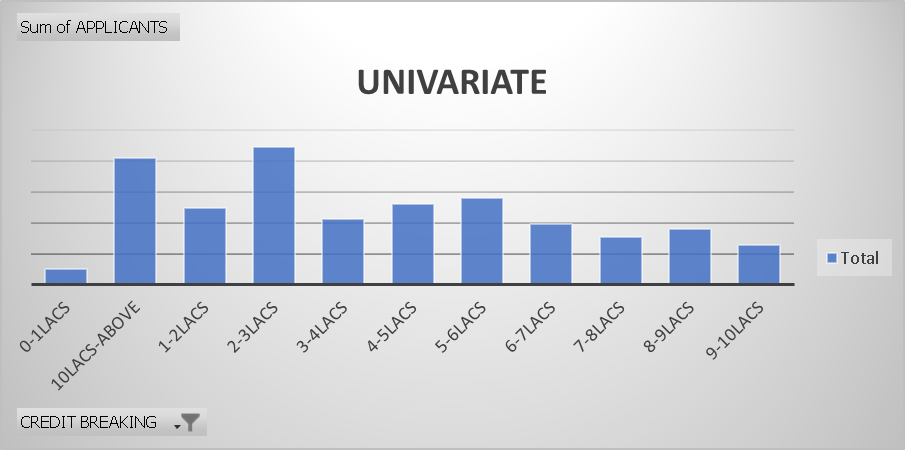 Sum of APPLICANTS
UNIVARIATE
0-1LACS
10LACS-ABOVE
1-2LACS
2-3LACS
3-4LACS
4-5LACS
5-6LACS
6-7LACS
7-8LACS
8-9LACS
9-10LACS
Total
CREDIT BREAKING